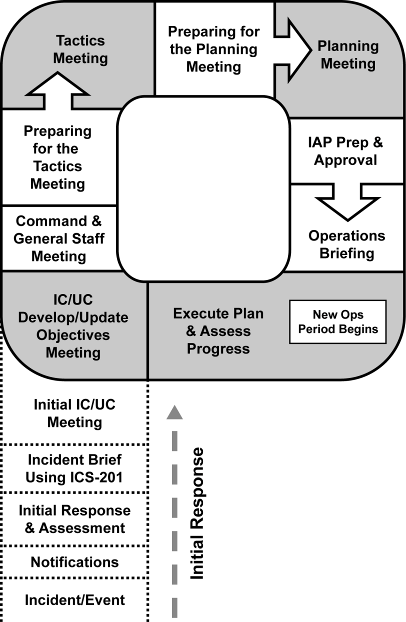 Tactics
Meeting
Preparing for
the Planning
Meeting
Planning
Meeting
Preparing
for the
Tactics
Meeting
IAP Prep &
Approval
Command &
General Staff
Meeting
Operations
Briefing
IC/UC
Develop/Update
Objectives
Meeting
Execute Plan
& Assess
Progress
New Ops
Period Begins
Initial IC/UC
Meeting
Incident Brief
Using ICS-201
Initial Response
& Assessment
Notifications
Incident/Event
Initial Response